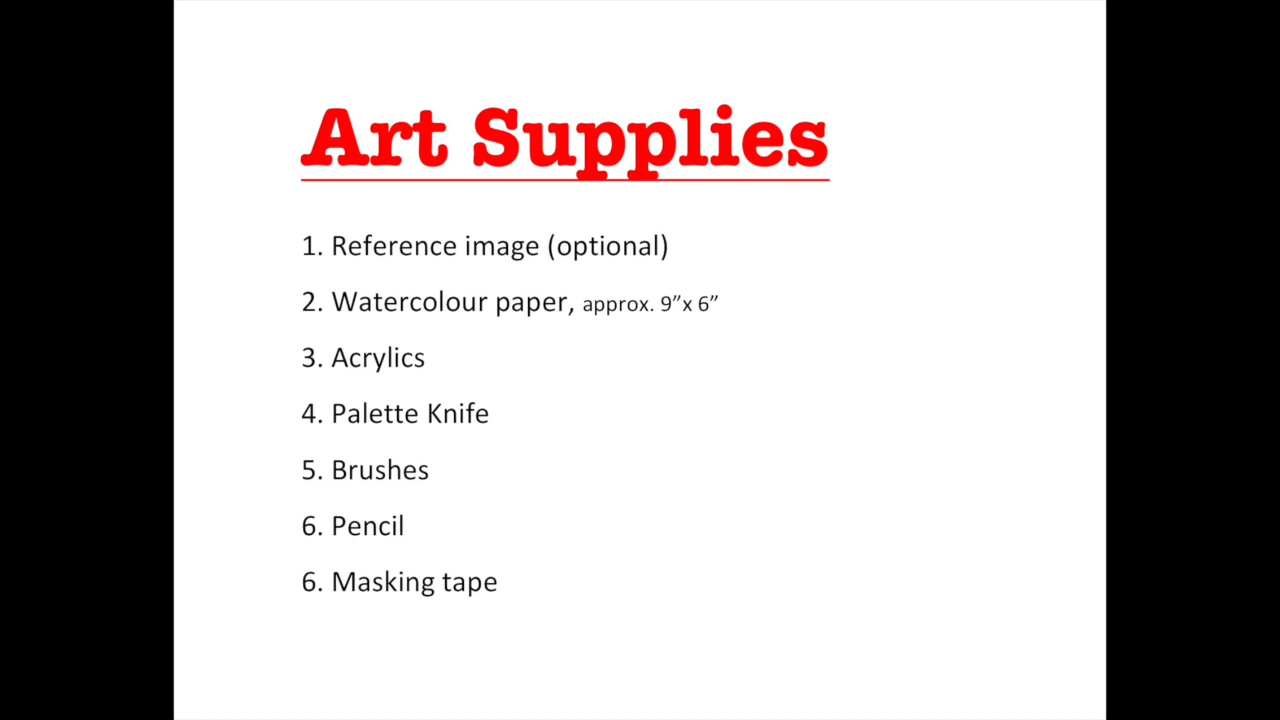 Art Supplies
1. Reference image (optional)
2. Watercolour paper, approx. 9”x 6”
3. Acrylics
4. Palette Knife
5. Brushes
6. Pencil
6. Masking tape